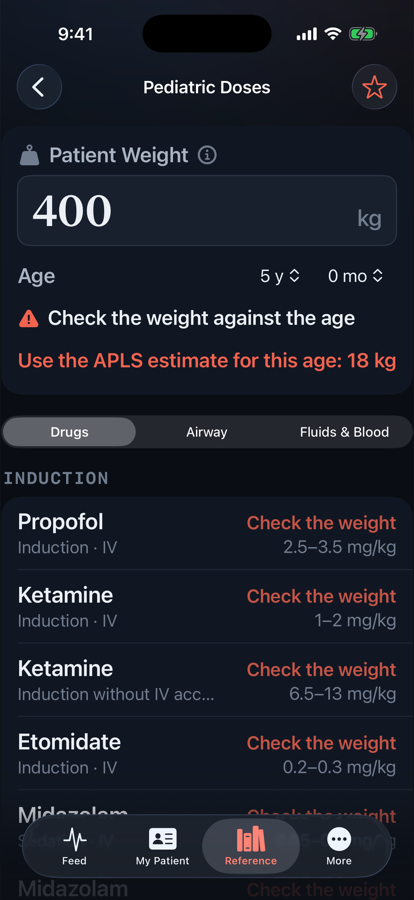 9:41
Pediatric Doses
Patient Weight
400 kg
Age 5 y 0 mo
Check the weight against the age
Use the APLS estimate for this age: 18 kg
Drugs Airway Fluids & Blood
INDUCTION
Propofol Check the weight
Induction · IV 2.5–3.5 mg/kg
Ketamine Check the weight
Induction · IV 1–2 mg/kg
Ketamine Check the weight
Induction without IV acc... 6.5–13 mg/kg
Etomidate Check the weight
Induction · IV 0.2–0.3 mg/kg
Midazolam Check the weight
Feed My Patient Reference More
Midazolam Check the weight